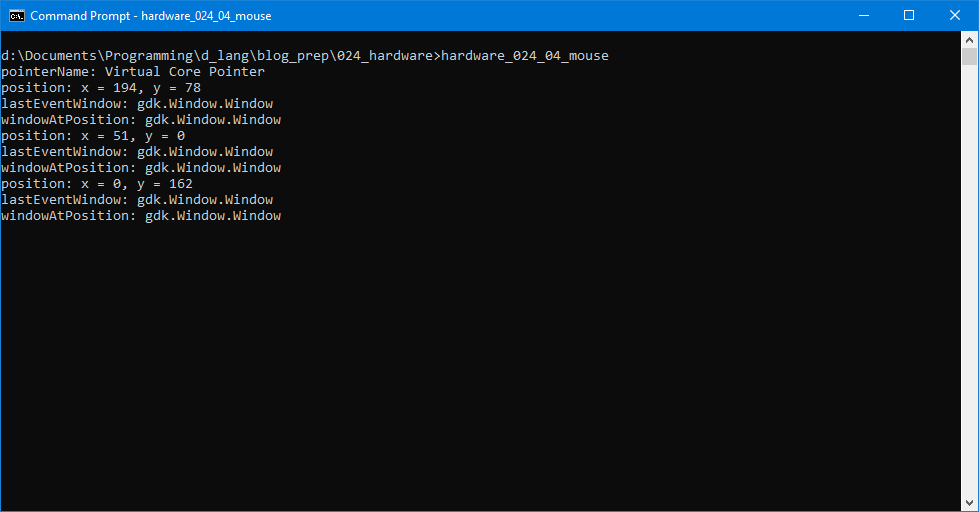 Command Prompt - hardware_024_04_mouse
d:\Documents\Programming\d_lang\blog_prep\024_hardware>hardware_024_04_mouse
pointerName: Virtual Core Pointer
position: x = 194, y = 78
lastEventWindow: gdk.Window.Window
windowAtPosition: gdk.Window.Window
position: x = 51, y = 0
lastEventWindow: gdk.Window.Window
windowAtPosition: gdk.Window.Window
position: x = 0, y = 162
lastEventWindow: gdk.Window.Window
windowAtPosition: gdk.Window.Window